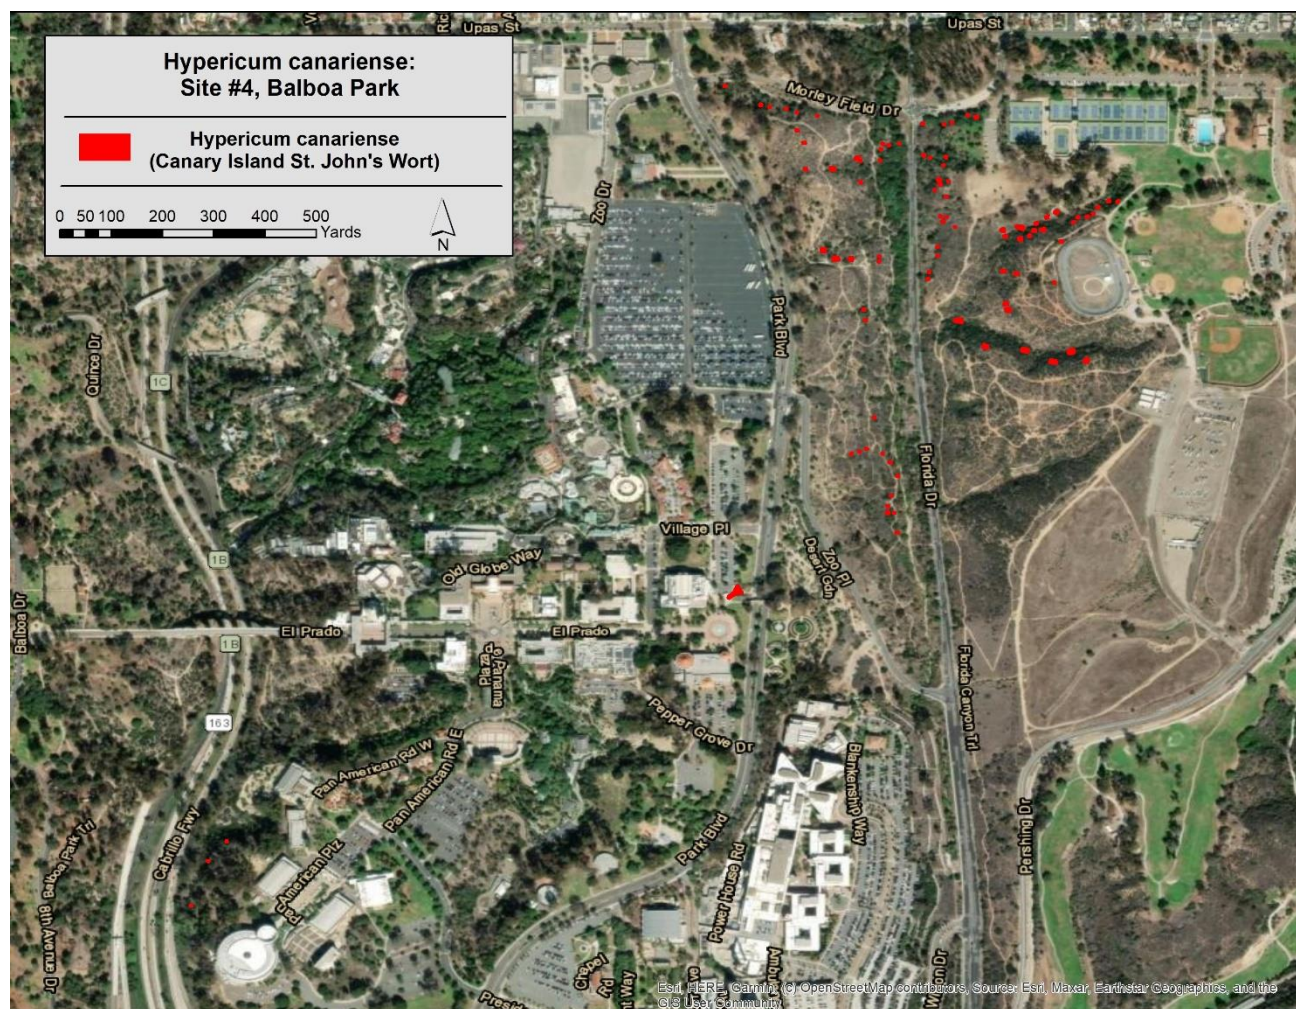 Upas St
Upas St
Hypericum canariense:
Site #4, Balboa Park
Hypericum canariense
(Canary Island St. John's Wort)
0 50 100 200 300 400 500
Yards
N
Morley Field Dr
Zoo Dr
Park Blvd
Quince Dr
1C
Florida Dr
Village Pl
Zoo Pl
Desert Gdn
Old Globe Way
1B
Balboa Dr
El Prado
El Prado
1B
Plaza de Panama
Florida Canyon Trl
163
Pepper Grove Dr
Pan American Rd W
Pan American Rd E
Blankenship Way
Cabrillo Fwy
Balboa Park Trl
Park Blvd
Pershing Dr
Pan American Plz
Power House Rd
8th Avenue Dr
Chapel
Rd
Way
Presid
Esri, HERE, Garmin, (c) OpenStreetMap contributors, Source: Esri, Maxar, Earthstar Geographics, and the
GIS User Community